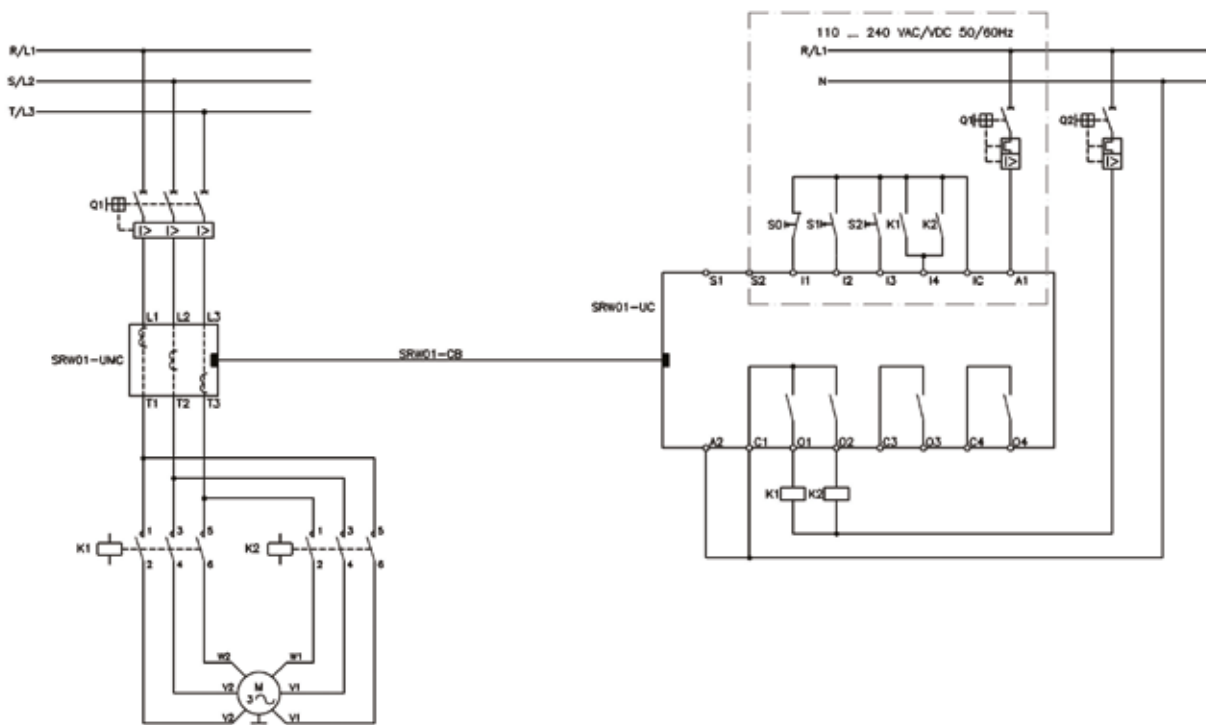 110 ... 240 VAC/VDC 50/60Hz
R/L1
S/L2
T/L3
R/L1
N
Q1
Q1
Q2
I> I> I>
I>
I>
S0 S1 S2 K1 K2
S1 S2 I1 I2 I3 I4 IC A1
SRW01-UC
L1 L2 L3
SRW01-UMC
SRW01-CB
T1 T2 T3
A2 C1 O1 O2 C3 O3 C4 O4
K1 K2
1 3 5
K1
2 4 6
1 3 5
K2
2 4 6
W2 W1
M
3
V2 V1
V2 V1